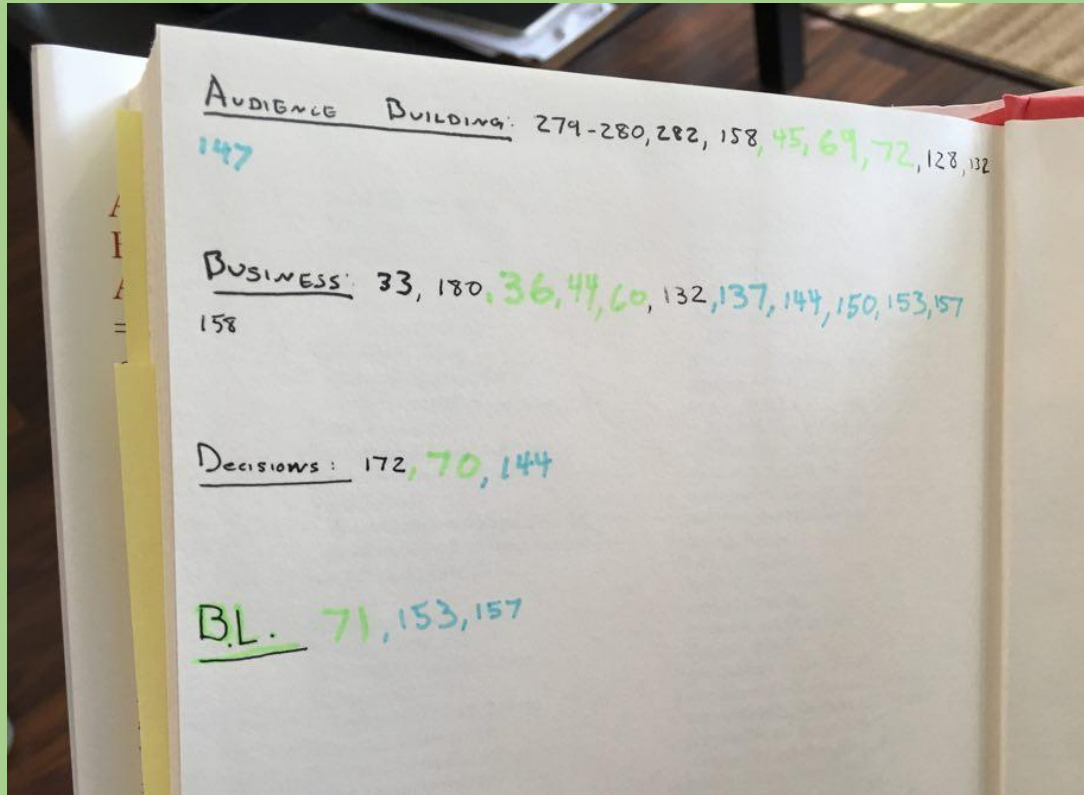 AUDIENCE BUILDING: 279-280, 282, 158, 45, 69, 72, 128, 132
147
BUSINESS: 33, 180, 36, 44, 60, 132, 137, 144, 150, 153, 157
158
DECISIONS: 172, 70, 144
B.L. 71, 153, 157